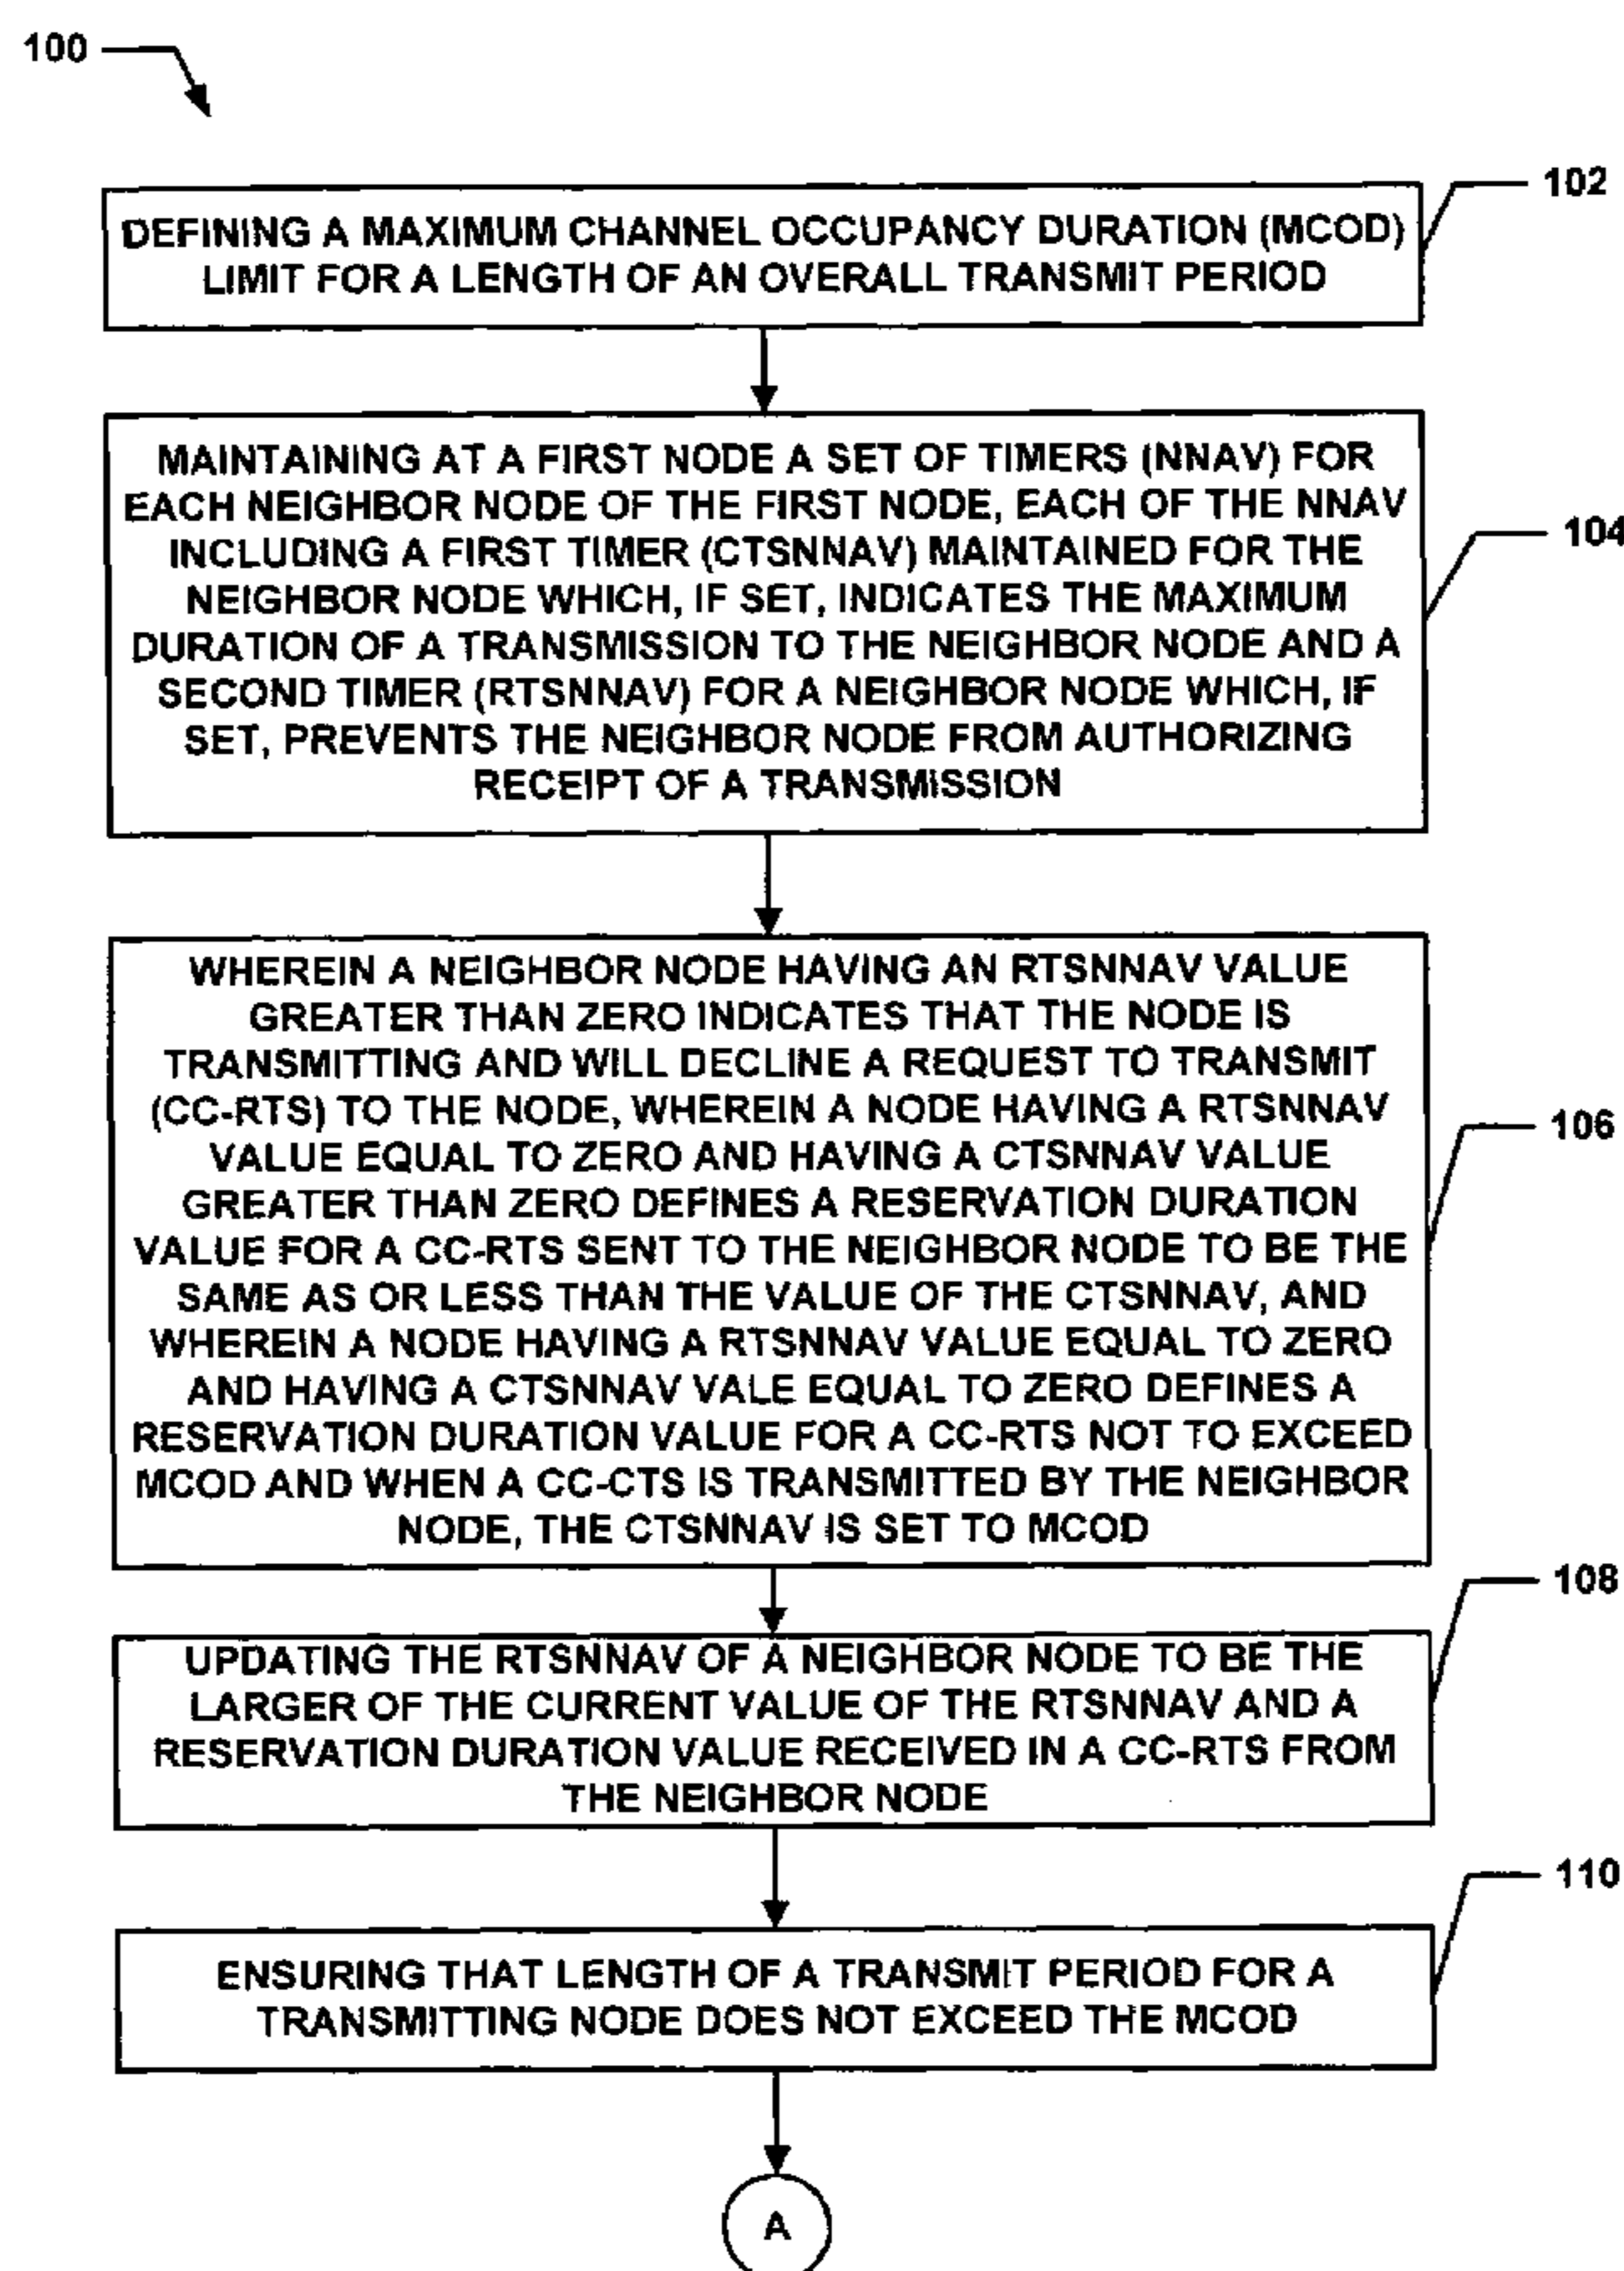 100
102
DEFINING A MAXIMUM CHANNEL OCCUPANCY DURATION (MCOD)
LIMIT FOR A LENGTH OF AN OVERALL TRANSMIT PERIOD
MAINTAINING AT A FIRST NODE A SET OF TIMERS (NNAV) FOR
EACH NEIGHBOR NODE OF THE FIRST NODE, EACH OF THE NNAV
INCLUDING A FIRST TIMER (CTSNNAV) MAINTAINED FOR THE
NEIGHBOR NODE WHICH, IF SET, INDICATES THE MAXIMUM
DURATION OF A TRANSMISSION TO THE NEIGHBOR NODE AND A
SECOND TIMER (RTSNNAV) FOR A NEIGHBOR NODE WHICH, IF
SET, PREVENTS THE NEIGHBOR NODE FROM AUTHORIZING
RECEIPT OF A TRANSMISSION
104
WHEREIN A NEIGHBOR NODE HAVING AN RTSNNAV VALUE
GREATER THAN ZERO INDICATES THAT THE NODE IS
TRANSMITTING AND WILL DECLINE A REQUEST TO TRANSMIT
(CC-RTS) TO THE NODE, WHEREIN A NODE HAVING A RTSNNAV
VALUE EQUAL TO ZERO AND HAVING A CTSNNAV VALUE
GREATER THAN ZERO DEFINES A RESERVATION DURATION
VALUE FOR A CC-RTS SENT TO THE NEIGHBOR NODE TO BE THE
SAME AS OR LESS THAN THE VALUE OF THE CTSNNAV, AND
WHEREIN A NODE HAVING A RTSNNAV VALUE EQUAL TO ZERO
AND HAVING A CTSNNAV VALE EQUAL TO ZERO DEFINES A
RESERVATION DURATION VALUE FOR A CC-RTS NOT TO EXCEED
MCOD AND WHEN A CC-CTS IS TRANSMITTED BY THE NEIGHBOR
NODE, THE CTSNNAV IS SET TO MCOD
106
108
UPDATING THE RTSNNAV OF A NEIGHBOR NODE TO BE THE
LARGER OF THE CURRENT VALUE OF THE RTSNNAV AND A
RESERVATION DURATION VALUE RECEIVED IN A CC-RTS FROM
THE NEIGHBOR NODE
110
ENSURING THAT LENGTH OF A TRANSMIT PERIOD FOR A
TRANSMITTING NODE DOES NOT EXCEED THE MCOD
A